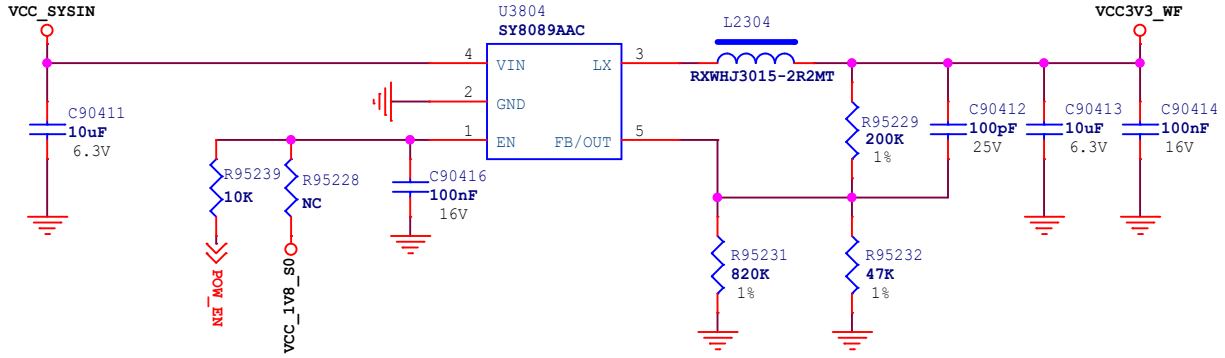 VCC_SYSIN
U3804
SY8089AAC
L2304
VCC3V3_WF
4
VIN
LX
3
RXWHJ3015-2R2MT
2
GND
1
EN
FB/OUT
5
C90411
10uF
6.3V
R95239
10K
R95228
NC
C90416
100nF
16V
R95229
200K
1%
C90412
100pF
25V
C90413
10uF
6.3V
C90414
100nF
16V
POW_EN
VCC_1V8_S0
R95231
820K
1%
R95232
47K
1%